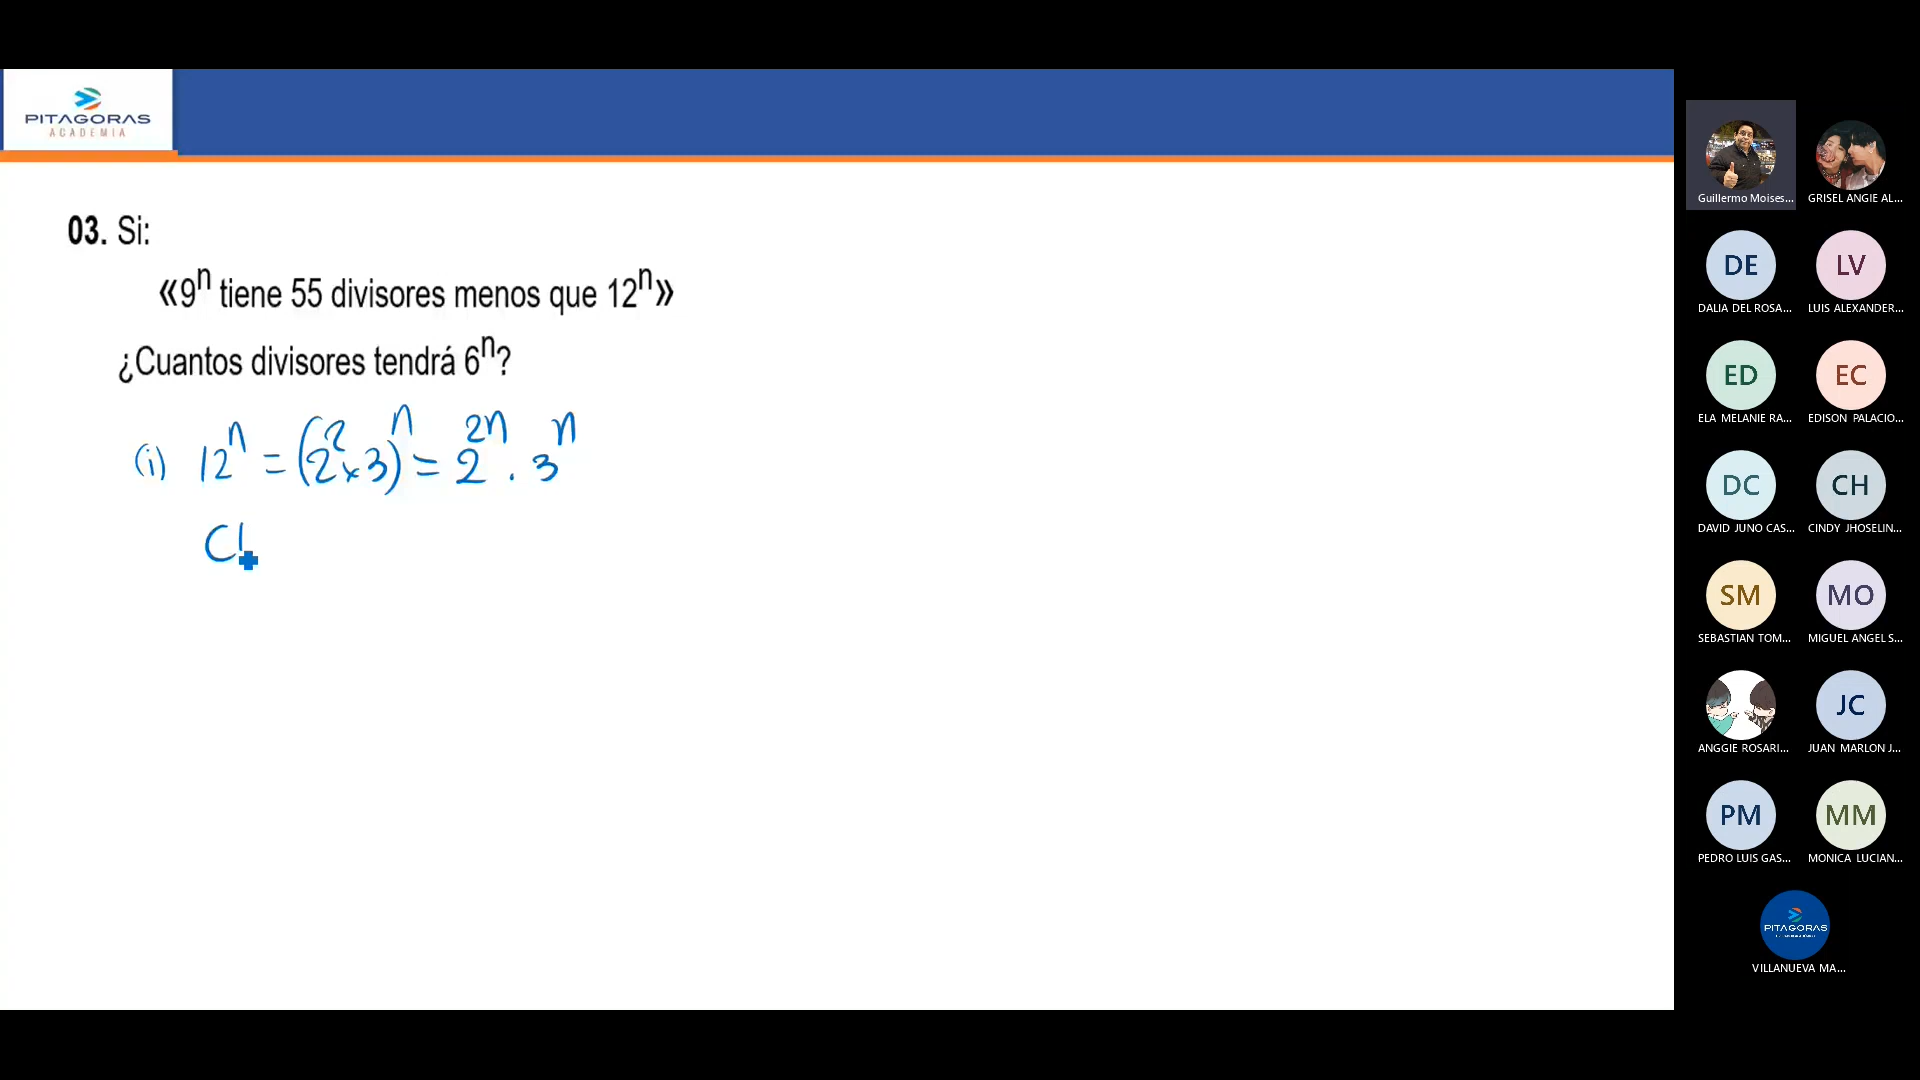 PITAGORAS
ACADEMIA
03. Si:
«9ⁿ tiene 55 divisores menos que 12ⁿ»
¿Cuantos divisores tendrá 6ⁿ?
(i) 12ⁿ = (2² x 3)ⁿ = 2²ⁿ . 3ⁿ
Guillermo Moises...
GRISEL ANGIE AL...
DE
DALIA DEL ROSA...
LV
LUIS ALEXANDER...
ED
ELA MELANIE RA...
EC
EDISON PALACIO...
DC
DAVID JUNO CAS...
CH
CINDY JHOSELIN...
SM
SEBASTIAN TOM...
MO
MIGUEL ANGEL S...
ANGGIE ROSARI...
JC
JUAN MARLON J...
PM
PEDRO LUIS GAS...
MM
MONICA LUCIAN...
PITAGORAS
VILLANUEVA MA...